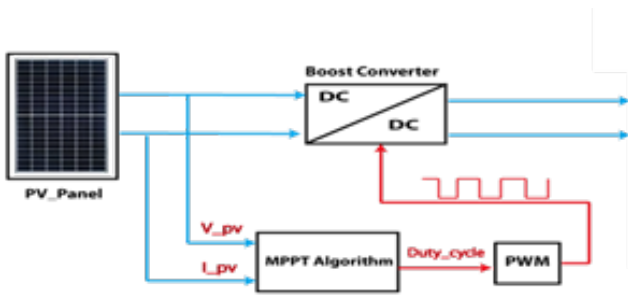 Boost Converter
DC
DC
PV_Panel
V_pv
I_pv
MPPT Algorithm
Duty_cycle
PWM